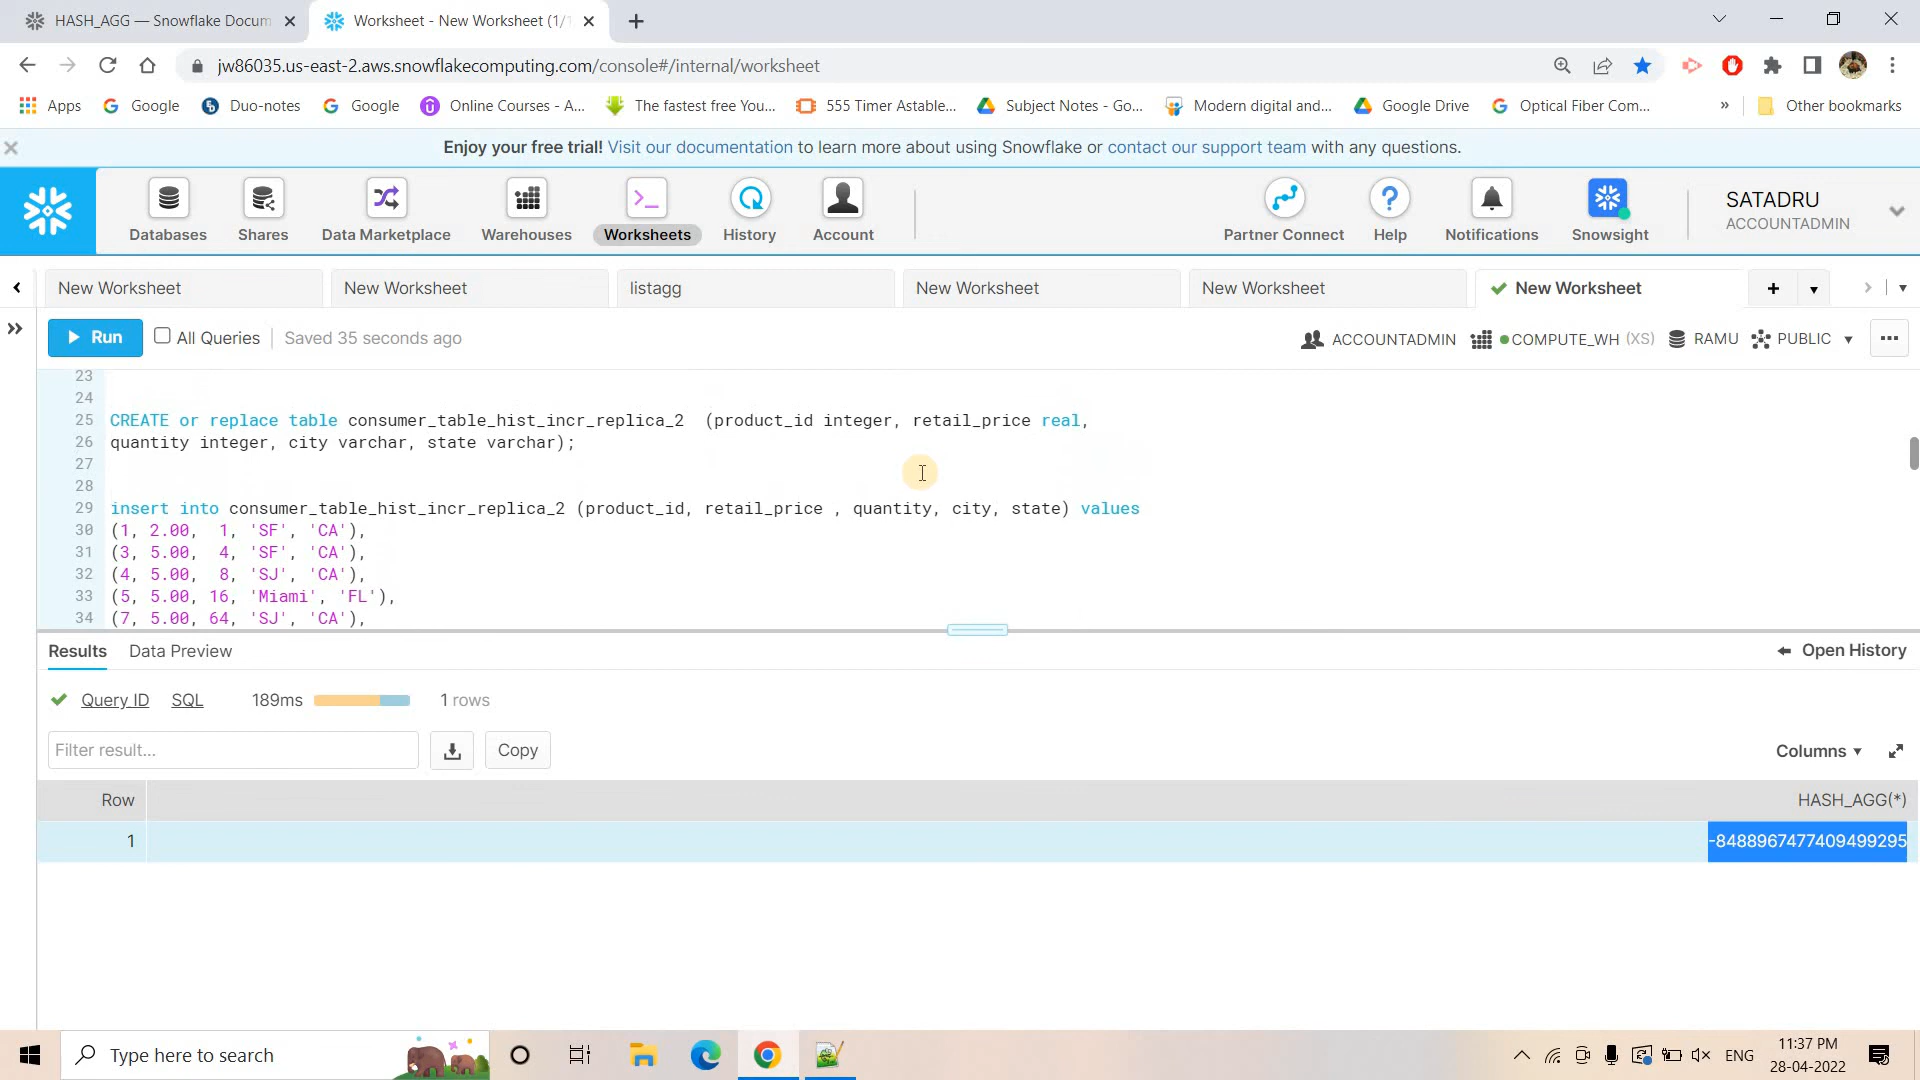 HASH_AGG — Snowflake Docum
Worksheet - New Worksheet (1/1
jw86035.us-east-2.aws.snowflakecomputing.com/console#/internal/worksheet
Apps Google Duo-notes Google Online Courses - A... The fastest free You... 555 Timer Astable... Subject Notes - Go... Modern digital and... Google Drive Optical Fiber Com... » Other bookmarks
Enjoy your free trial! Visit our documentation to learn more about using Snowflake or contact our support team with any questions.
Databases Shares Data Marketplace Warehouses Worksheets History Account Partner Connect Help Notifications Snowsight
SATADRU
ACCOUNTADMIN
New Worksheet New Worksheet listagg New Worksheet New Worksheet New Worksheet
Run All Queries Saved 35 seconds ago ACCOUNTADMIN COMPUTE_WH (XS) RAMU PUBLIC
23
24
25 CREATE or replace table consumer_table_hist_incr_replica_2 (product_id integer, retail_price real,
26 quantity integer, city varchar, state varchar);
27
28
29 insert into consumer_table_hist_incr_replica_2 (product_id, retail_price , quantity, city, state) values
30 (1, 2.00, 1, 'SF', 'CA'),
31 (3, 5.00, 4, 'SF', 'CA'),
32 (4, 5.00, 8, 'SJ', 'CA'),
33 (5, 5.00, 16, 'Miami', 'FL'),
34 (7, 5.00, 64, 'SJ', 'CA'),
Results Data Preview Open History
Query ID SQL 189ms 1 rows
Filter result... Copy Columns
Row HASH_AGG(*)
1 -8488967477409499295
Type here to search
ENG
11:37 PM
28-04-2022